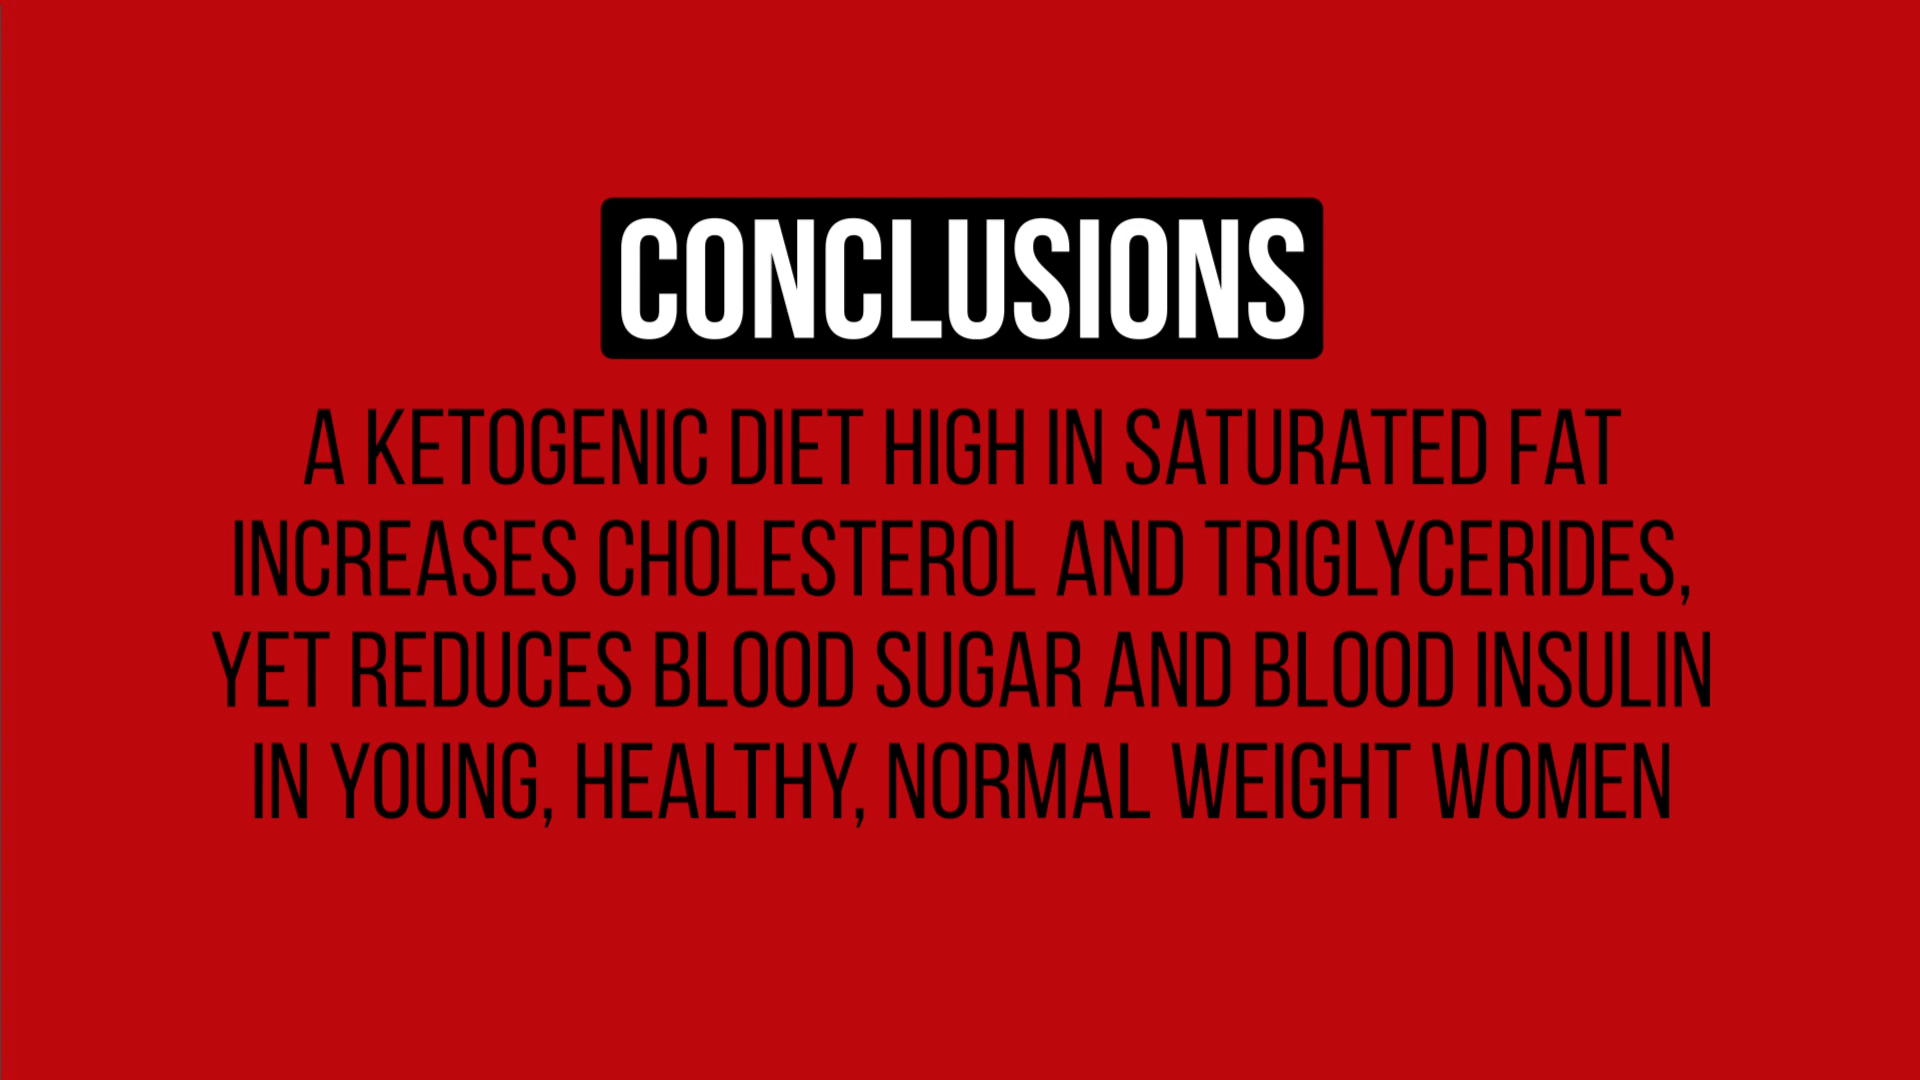 CONCLUSIONS
A KETOGENIC DIET HIGH IN SATURATED FAT
INCREASES CHOLESTEROL AND TRIGLYCERIDES,
YET REDUCES BLOOD SUGAR AND BLOOD INSULIN
IN YOUNG, HEALTHY, NORMAL WEIGHT WOMEN